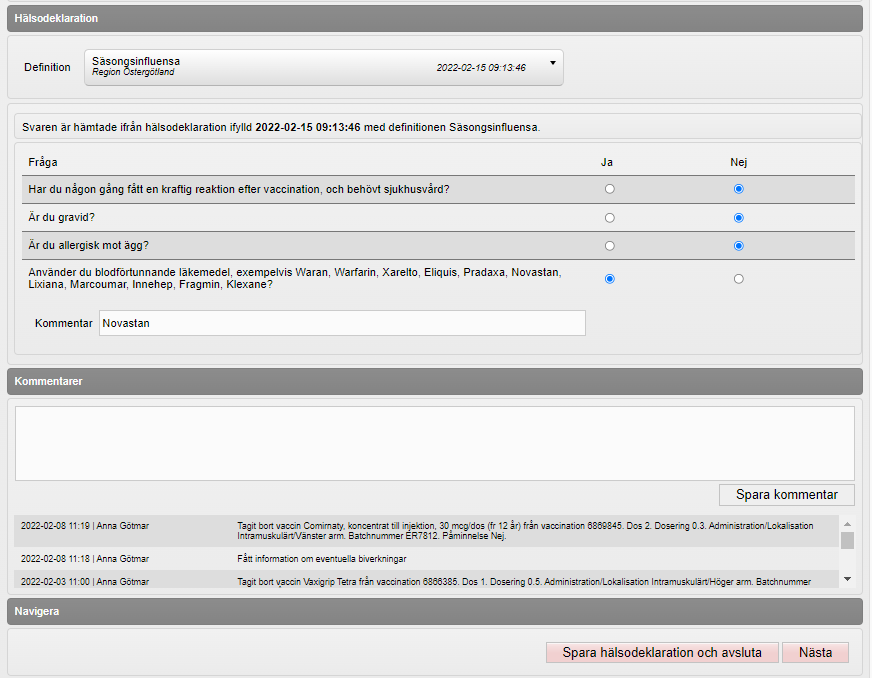 Hälsodeklaration
Definition
Säsongsinfluensa
Region Östergötland
2022-02-15 09:13:46
Svaren är hämtade ifrån hälsodeklaration ifylld 2022-02-15 09:13:46 med definitionen Säsongsinfluensa.
Fråga Ja Nej
Har du någon gång fått en kraftig reaktion efter vaccination, och behövt sjukhusvård?
Är du gravid?
Är du allergisk mot ägg?
Använder du blodförtunnande läkemedel, exempelvis Waran, Warfarin, Xarelto, Eliquis, Pradaxa, Novastan,
Lixiana, Marcoumar, Innehep, Fragmin, Klexane?
Kommentar Novastan
Kommentarer
Spara kommentar
2022-02-08 11:19 | Anna Götmar Tagit bort vaccin Comirnaty, koncentrat till injektion, 30 mcg/dos (fr 12 år) från vaccination 6869845. Dos 2. Dosering 0.3. Administration/Lokalisation
Intramuskulärt/Vänster arm. Batchnummer ER7812. Påminnelse Nej.
2022-02-08 11:18 | Anna Götmar Fått information om eventuella biverkningar
2022-02-03 11:00 | Anna Götmar Tagit bort vaccin Vaxigrip Tetra från vaccination 6866385. Dos 1. Dosering 0.5. Administration/Lokalisation Intramuskulärt/Höger arm. Batchnummer
Navigera
Spara hälsodeklaration och avsluta Nästa